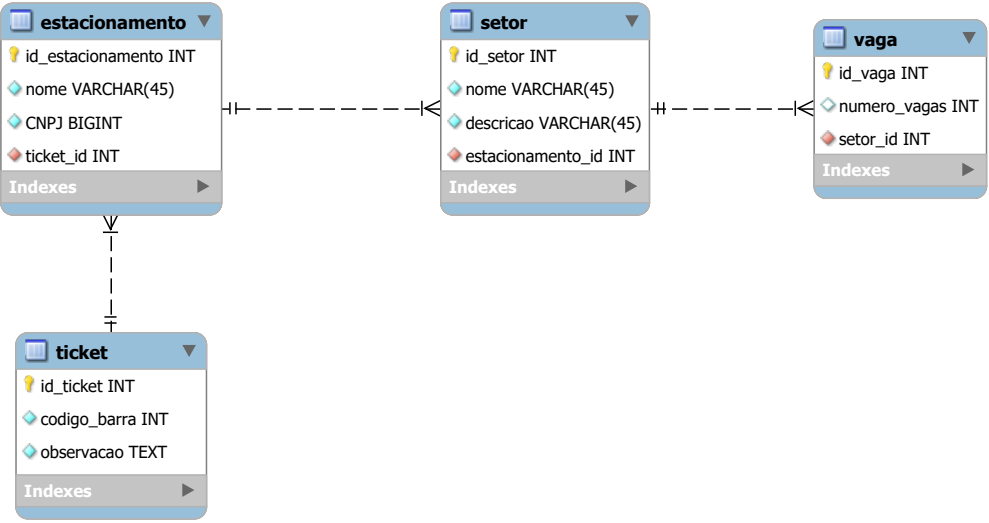 estacionamento
id_estacionamento INT
nome VARCHAR(45)
CNPJ BIGINT
ticket_id INT
Indexes
setor
id_setor INT
nome VARCHAR(45)
descricao VARCHAR(45)
estacionamento_id INT
Indexes
vaga
id_vaga INT
numero_vagas INT
setor_id INT
Indexes
ticket
id_ticket INT
codigo_barra INT
observacao TEXT
Indexes